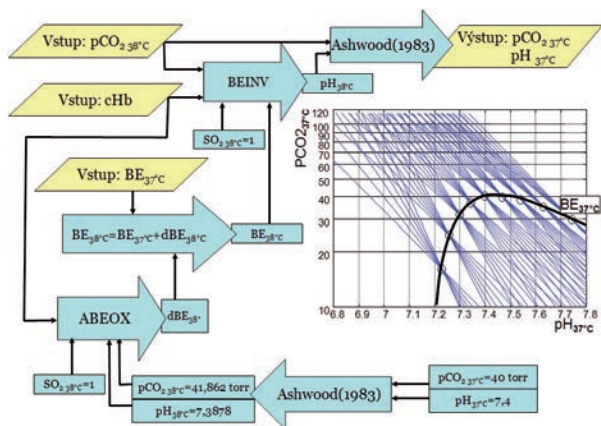 Vstup: pCO2 38°C
Ashwood(1983)
Výstup: pCO2 37°C
pH 37°C
BEINV
pH38°C
Vstup: cHb
SO2 38°C=1
Vstup: BE37°C
BE38°C=BE37°C+dBE38°C
BE38°C
ABEOX
dBE38°
SO2 38°C=1
pCO2 38°C=41,862 torr
pH38°C=7,3878
Ashwood(1983)
pCO2 37°C=40 torr
pH37°C=7,4
PCO2 37°C
120
100
80
70
60
50
40
30
20
10
BE37°C
6.8 6.9 7 7.1 7.2 7.3 7.4 7.5 7.6 7.7 7.8
pH37°C